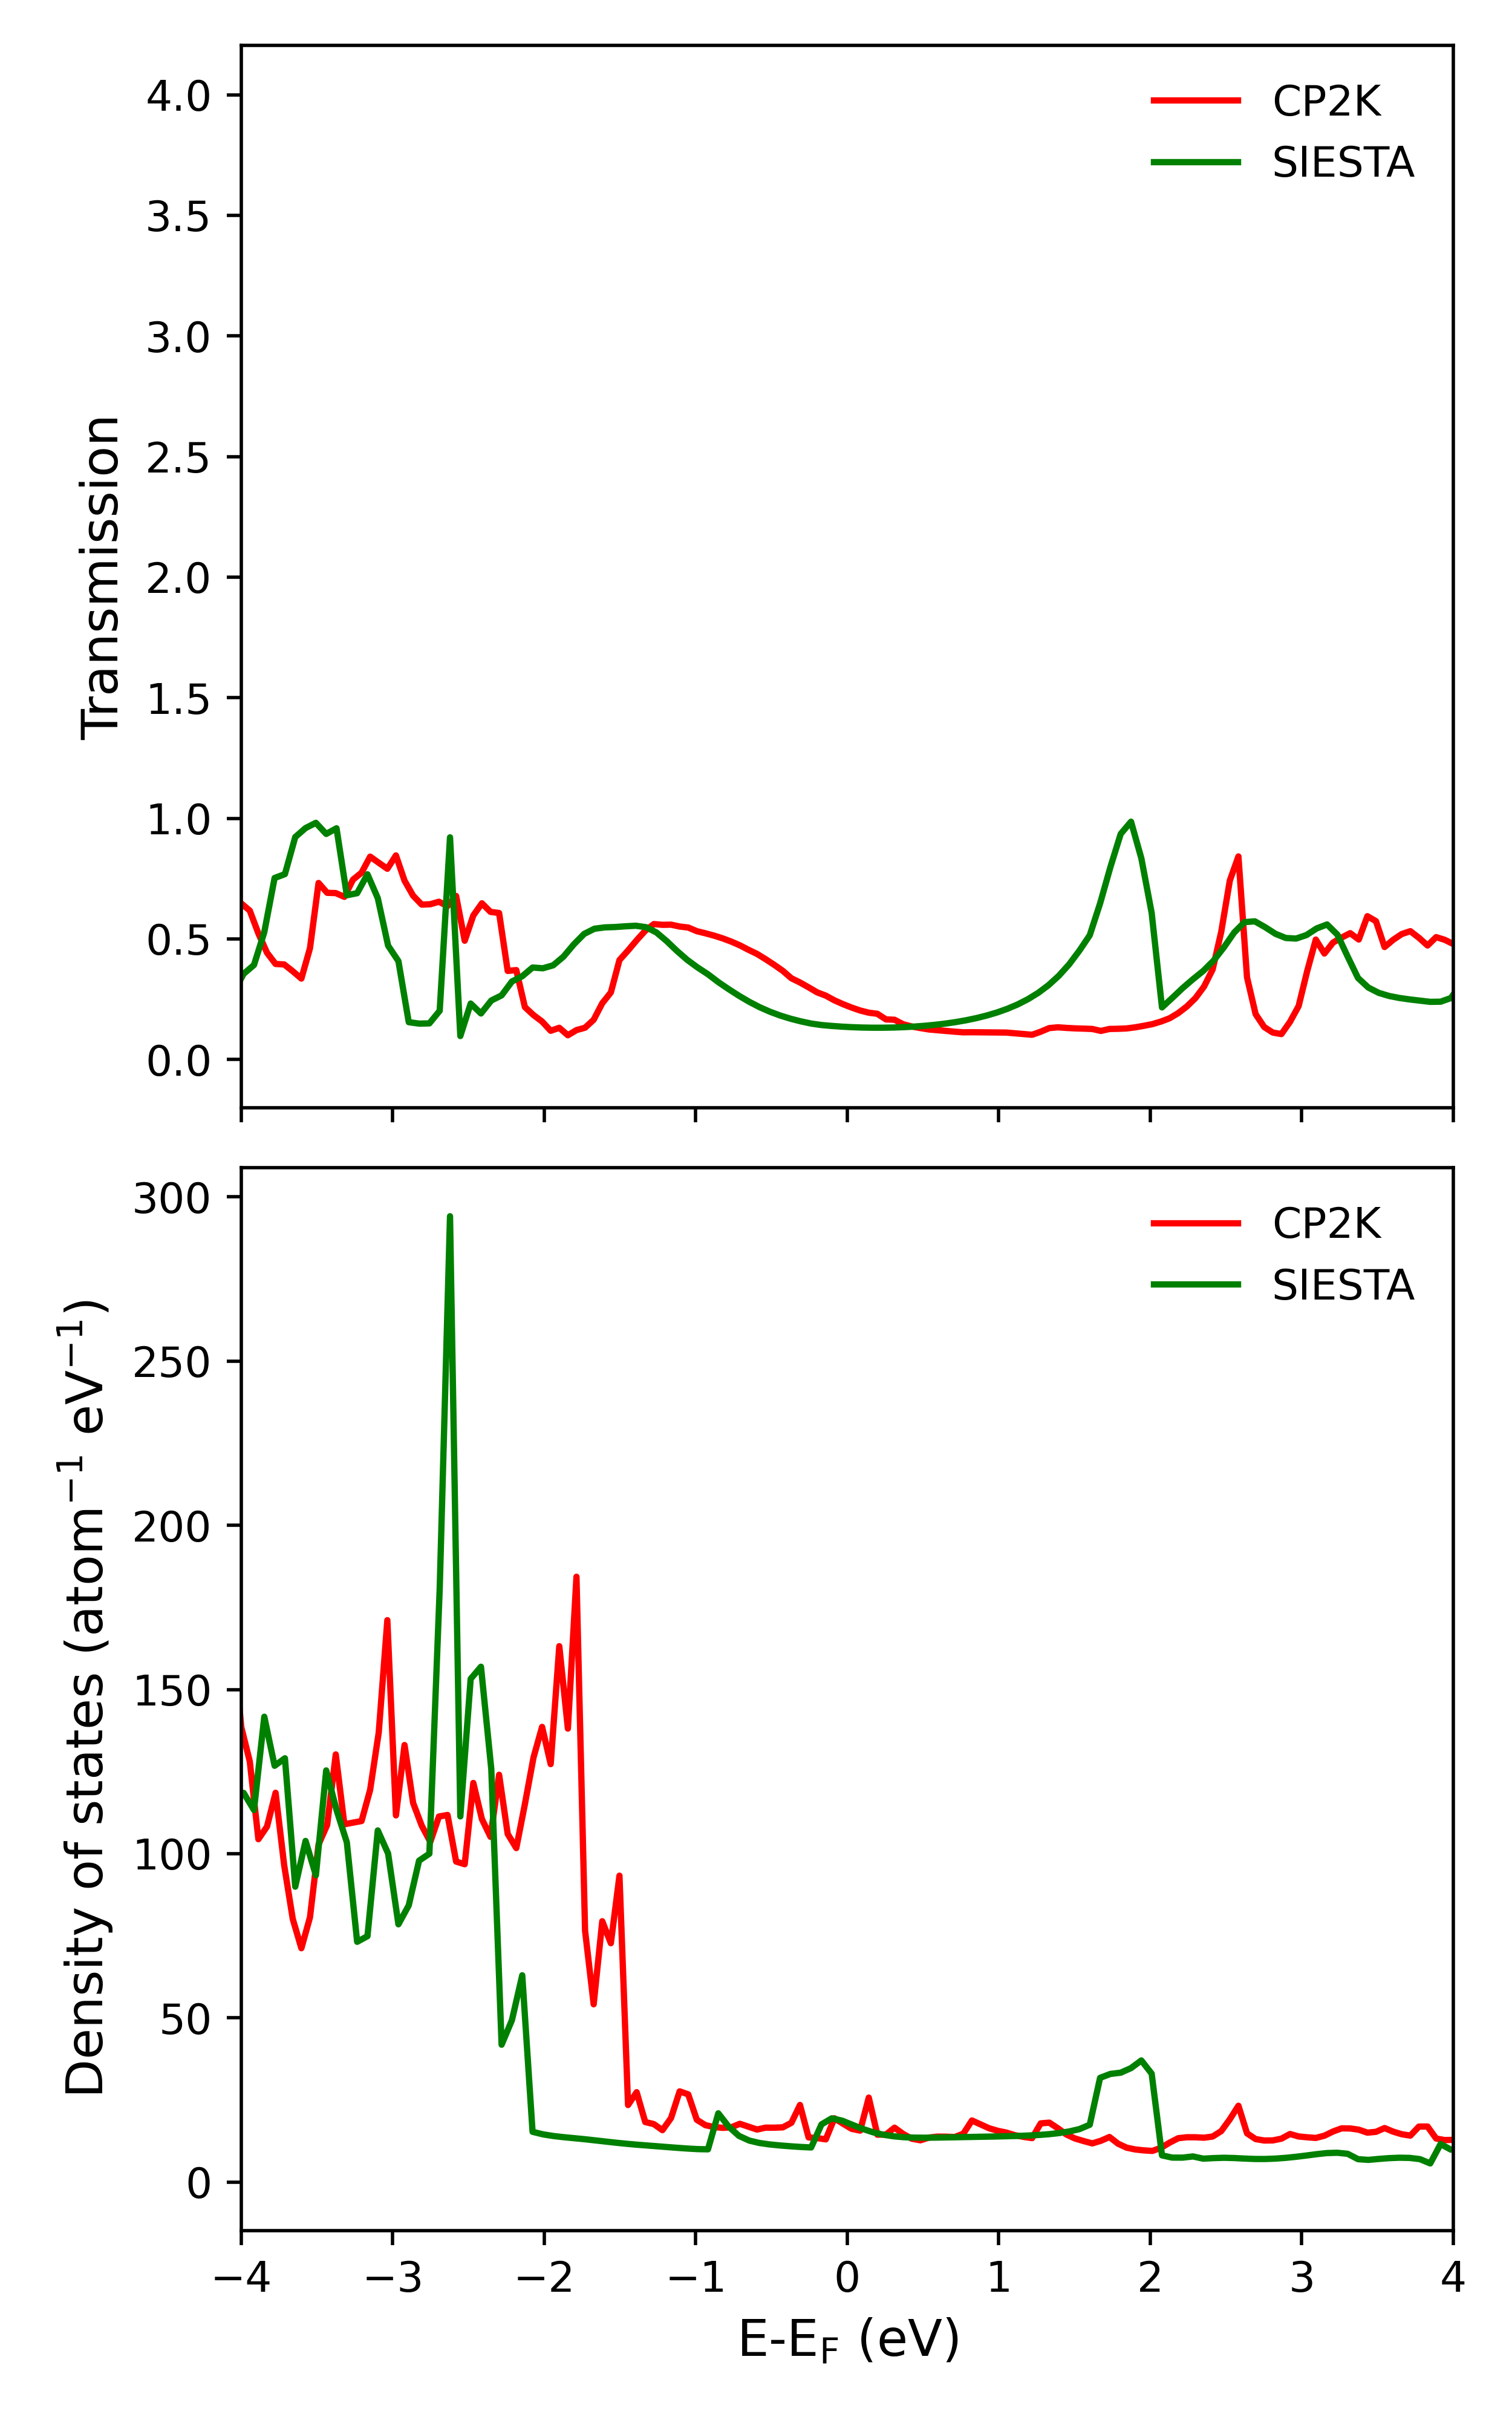 Transmission
4.0
3.5
3.0
2.5
2.0
1.5
1.0
0.5
0.0
CP2K
SIESTA
Density of states (atom⁻¹ eV⁻¹)
300
250
200
150
100
50
0
CP2K
SIESTA
−4 −3 −2 −1 0 1 2 3 4
E-E_F (eV)